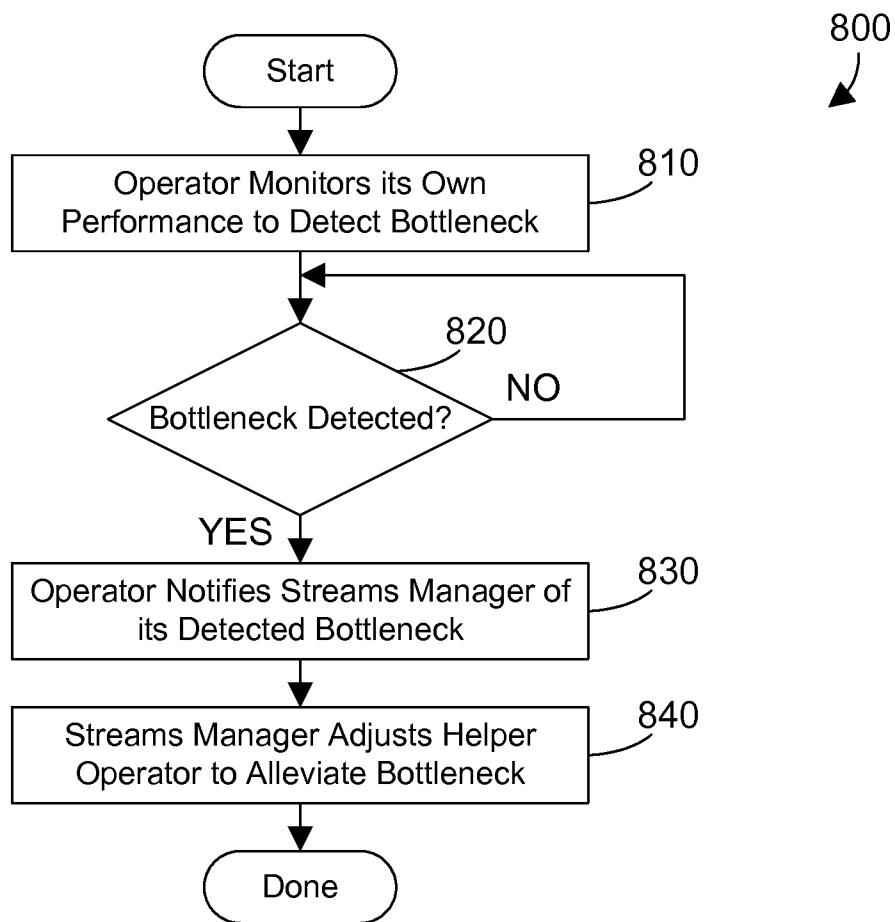 800
Start
Operator Monitors its Own
Performance to Detect Bottleneck
810
820
Bottleneck Detected?
NO
YES
Operator Notifies Streams Manager of
its Detected Bottleneck
830
Streams Manager Adjusts Helper
Operator to Alleviate Bottleneck
840
Done